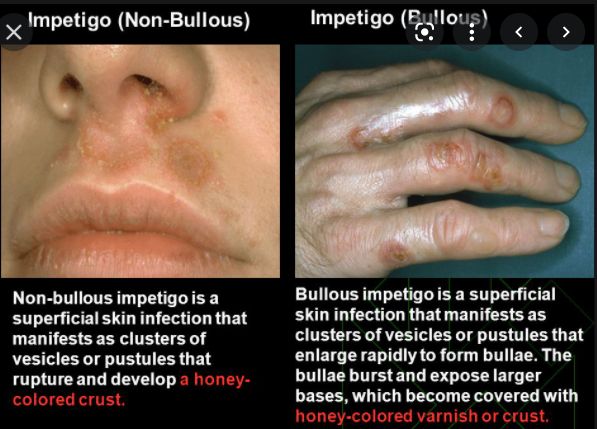 Impetigo (Non-Bullous)
Impetigo (Bullous)
Non-bullous impetigo is a
superficial skin infection that
manifests as clusters of
vesicles or pustules that
rupture and develop a honey-
colored crust.
Bullous impetigo is a superficial
skin infection that manifests as
clusters of vesicles or pustules that
enlarge rapidly to form bullae. The
bullae burst and expose larger
bases, which become covered with
honey-colored varnish or crust.